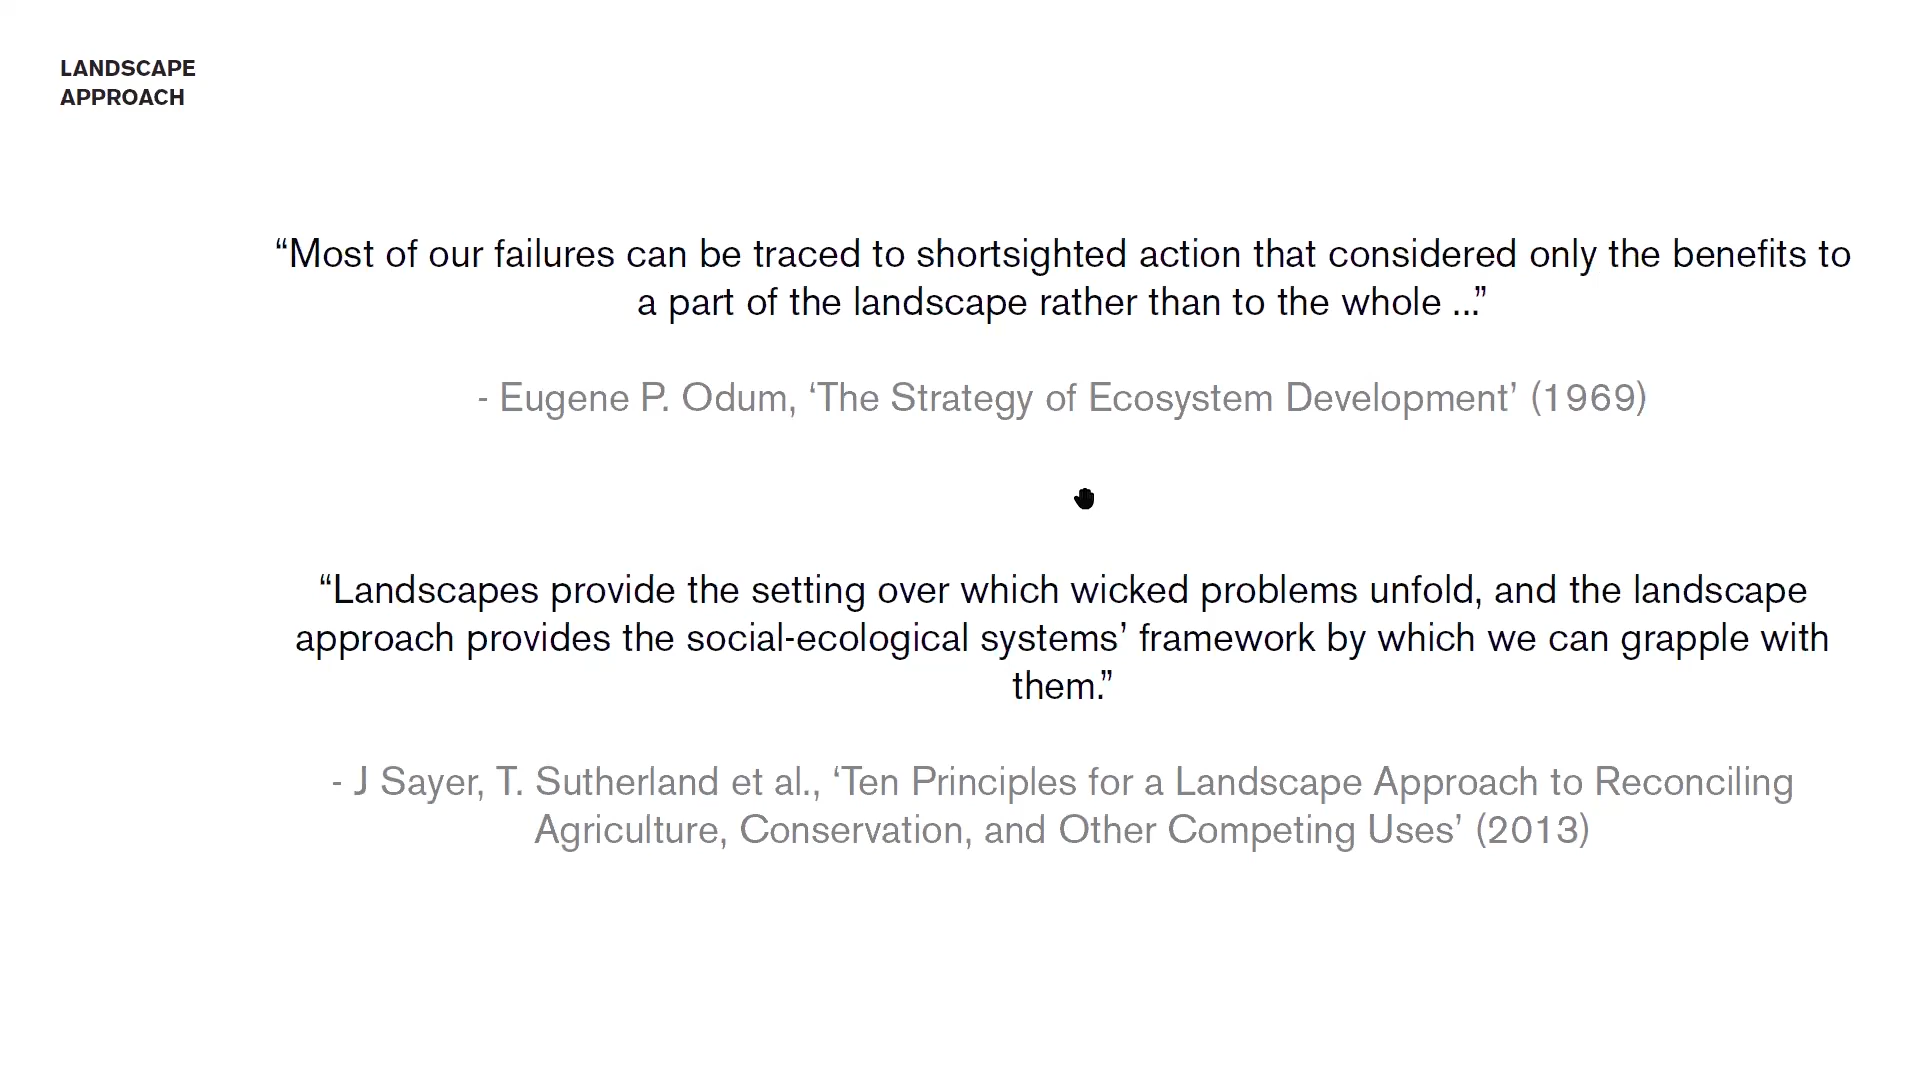 LANDSCAPE
APPROACH
“Most of our failures can be traced to shortsighted action that considered only the benefits to
a part of the landscape rather than to the whole ...”
- Eugene P. Odum, ‘The Strategy of Ecosystem Development’ (1969)
“Landscapes provide the setting over which wicked problems unfold, and the landscape
approach provides the social-ecological systems’ framework by which we can grapple with
them.”
- J Sayer, T. Sutherland et al., ‘Ten Principles for a Landscape Approach to Reconciling
Agriculture, Conservation, and Other Competing Uses’ (2013)